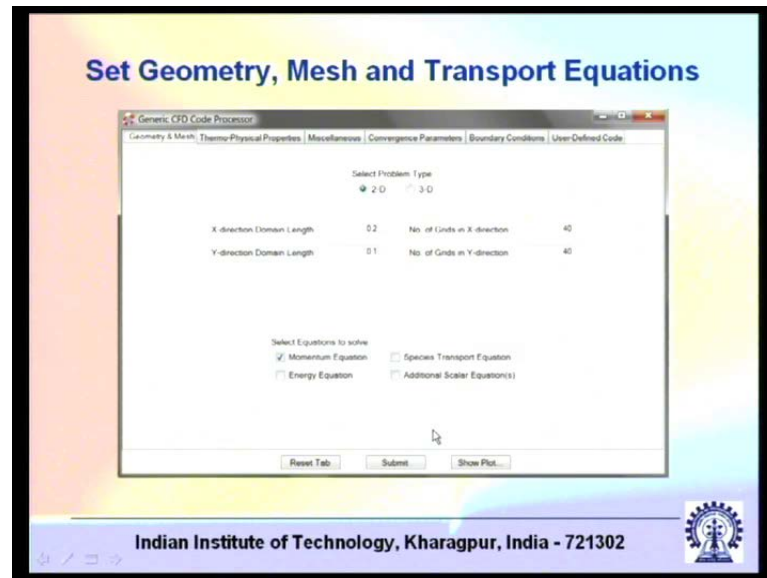 Set Geometry, Mesh and Transport Equations
Generic CFD Code Processor
Geometry & Mesh Thermo-Physical Properties Miscellaneous Convergence Parameters Boundary Conditions User-Defined Code
Select Problem Type
2-D 3-D
X-direction Domain Length 0.2 No. of Grids in X-direction 40
Y-direction Domain Length 0.1 No. of Grids in Y-direction 40
Select Equations to solve
Momentum Equation Species Transport Equation
Energy Equation Additional Scalar Equation(s)
Reset Tab Submit Show Plot...
Indian Institute of Technology, Kharagpur, India - 721302